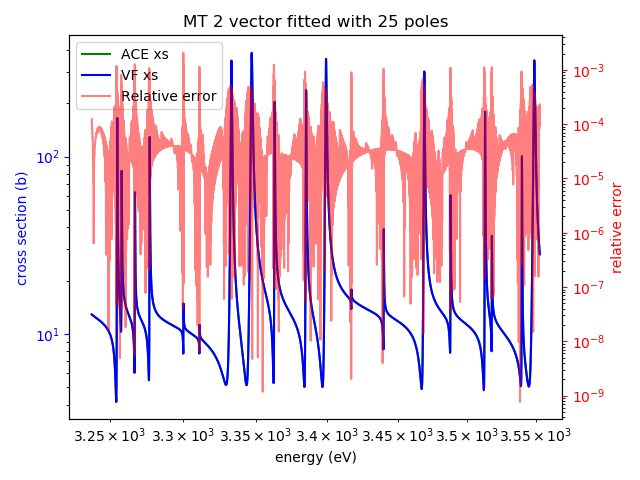 MT 2 vector fitted with 25 poles
ACE xs
VF xs
Relative error
cross section (b)
10²
10¹
relative error
10⁻³
10⁻⁴
10⁻⁵
10⁻⁶
10⁻⁷
10⁻⁸
10⁻⁹
3.25 × 10³ 3.3 × 10³ 3.35 × 10³ 3.4 × 10³ 3.45 × 10³ 3.5 × 10³ 3.55 × 10³
energy (eV)